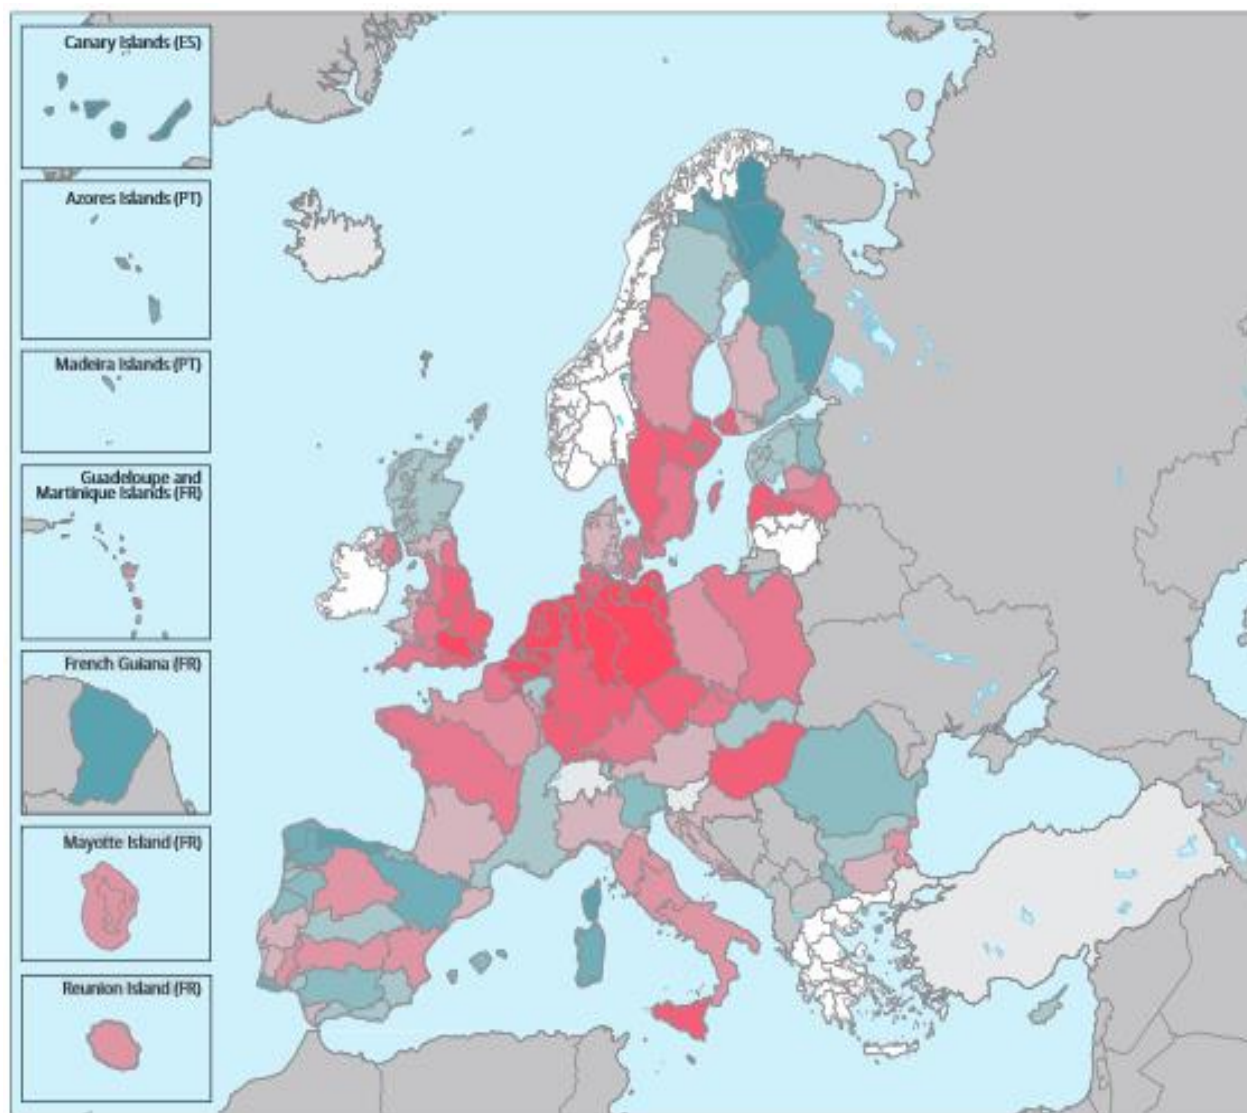 Canary Islands (ES)
Azores Islands (PT)
Madeira Islands (PT)
Guadeloupe and
Martinique Islands (FR)
French Guiana (FR)
Mayotte Island (FR)
Reunion Island (FR)